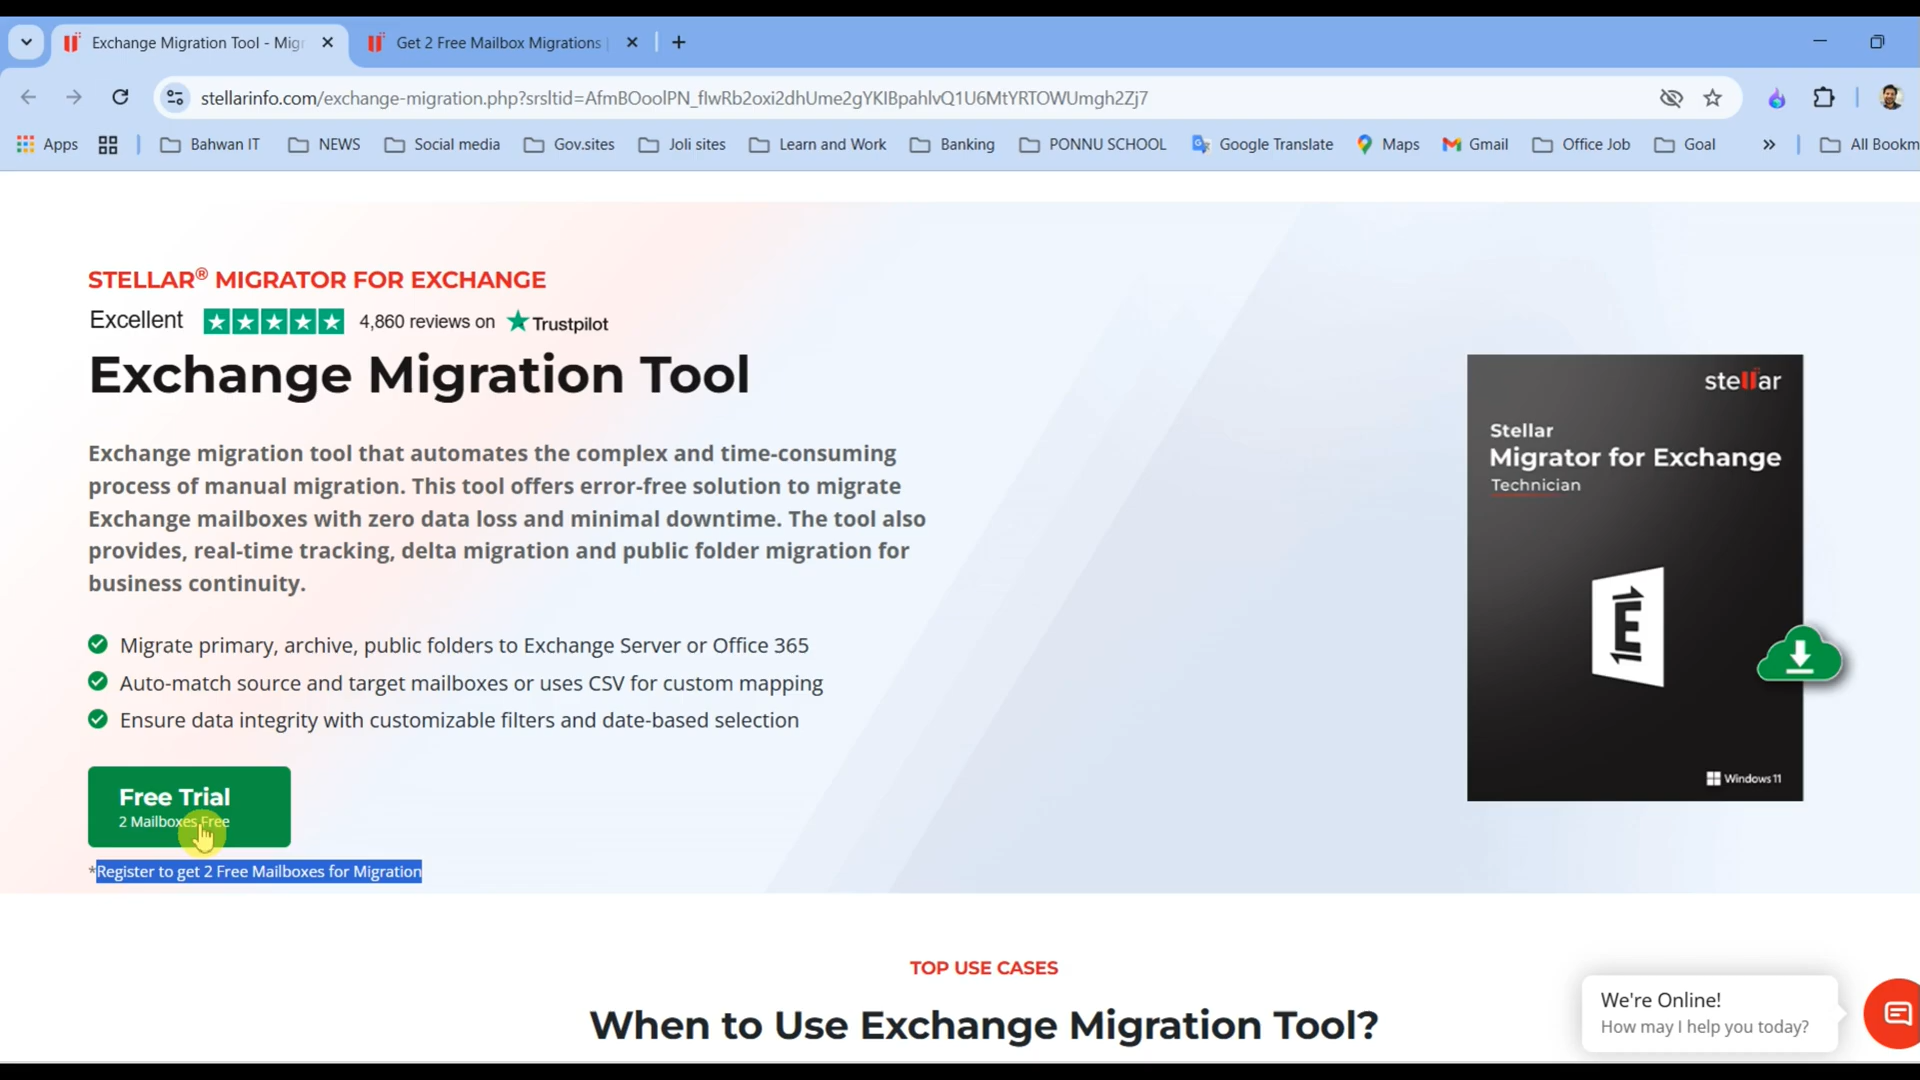 Exchange Migration Tool - Migr
Get 2 Free Mailbox Migrations
stellarinfo.com/exchange-migration.php?srsltid=AfmBOoolPN_flwRb2oxi2dhUme2gYKIBpahlvQ1U6MtYRTOWUmgh2Zj7
Apps
Bahwan IT
NEWS
Social media
Gov.sites
Joli sites
Learn and Work
Banking
PONNU SCHOOL
Google Translate
Maps
Gmail
Office Job
Goal
All Bookm
STELLAR® MIGRATOR FOR EXCHANGE
Excellent 4,860 reviews on Trustpilot
Exchange Migration Tool
Exchange migration tool that automates the complex and time-consuming
process of manual migration. This tool offers error-free solution to migrate
Exchange mailboxes with zero data loss and minimal downtime. The tool also
provides, real-time tracking, delta migration and public folder migration for
business continuity.
Migrate primary, archive, public folders to Exchange Server or Office 365
Auto-match source and target mailboxes or uses CSV for custom mapping
Ensure data integrity with customizable filters and date-based selection
Free Trial
2 Mailboxes Free
*Register to get 2 Free Mailboxes for Migration
stellar
Stellar
Migrator for Exchange
Technician
E
Windows 11
TOP USE CASES
When to Use Exchange Migration Tool?
We're Online!
How may I help you today?